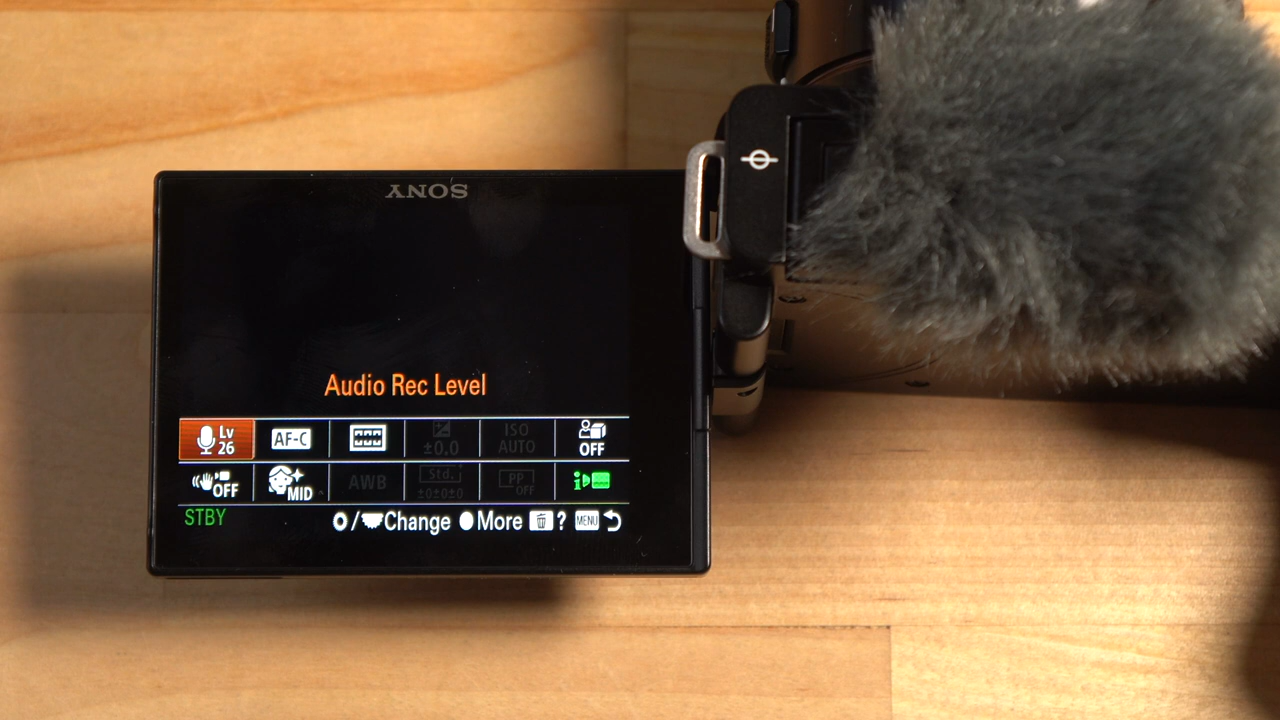 SONY
Audio Rec Level
Lv 26
AF-C
±0.0
ISO AUTO
OFF
OFF
MID
AWB
Std.
±0±0±0
PP OFF
i
STBY
/ Change More ? MENU